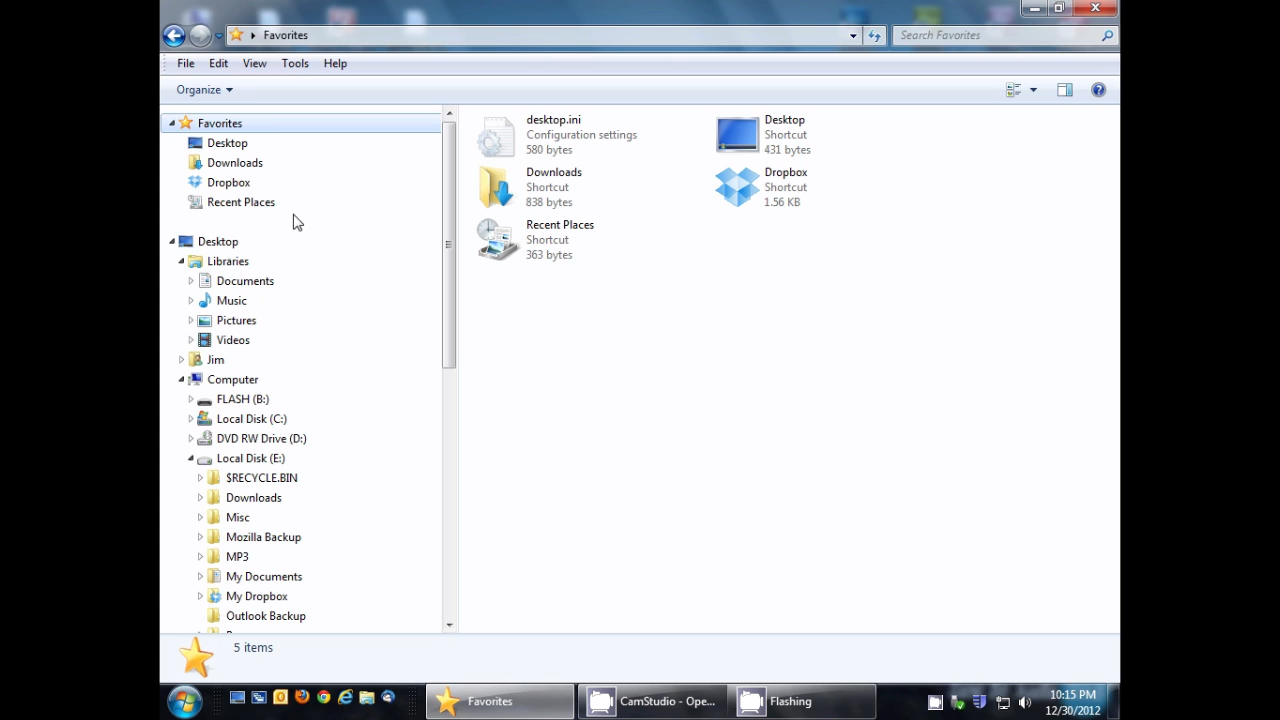 Favorites
Search Favorites
File Edit View Tools Help
Organize
Favorites
Desktop
Downloads
Dropbox
Recent Places
Desktop
Libraries
Documents
Music
Pictures
Videos
Jim
Computer
FLASH (B:)
Local Disk (C:)
DVD RW Drive (D:)
Local Disk (E:)
$RECYCLE.BIN
Downloads
Misc
Mozilla Backup
MP3
My Documents
My Dropbox
Outlook Backup
desktop.ini
Configuration settings
580 bytes
Desktop
Shortcut
431 bytes
Downloads
Shortcut
838 bytes
Dropbox
Shortcut
1.56 KB
Recent Places
Shortcut
363 bytes
5 items
Favorites
CamStudio - Ope...
Flashing
10:15 PM
12/30/2012